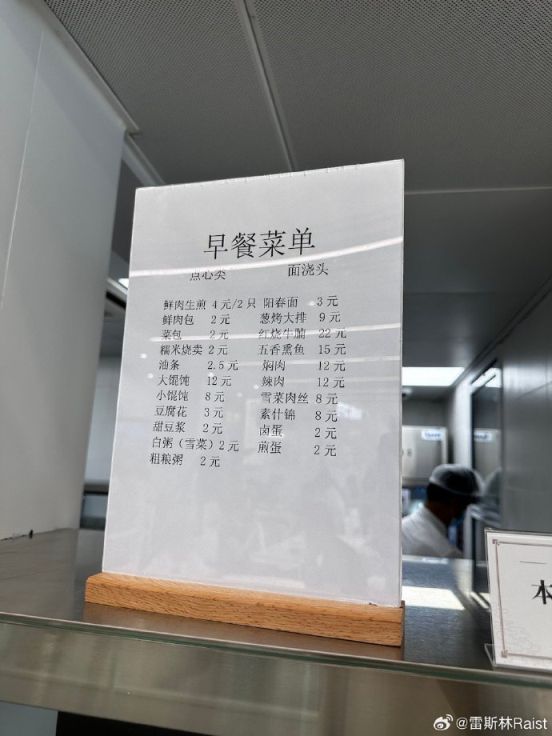 早餐菜单
点心类 面浇头
鲜肉生煎 4元/2只 阳春面 3元
鲜肉包 2元 葱烤大排 9元
菜包 2元 红烧牛腩 22元
糯米烧卖 2元 五香熏鱼 15元
油条 2.5元 焖肉 12元
大馄饨 12元 辣肉 12元
小馄饨 8元 雪菜肉丝 8元
豆腐花 3元 素什锦 8元
甜豆浆 2元 卤蛋 2元
白粥（雪菜）2元 煎蛋 2元
粗粮粥 2元
本
@雷斯林Raist